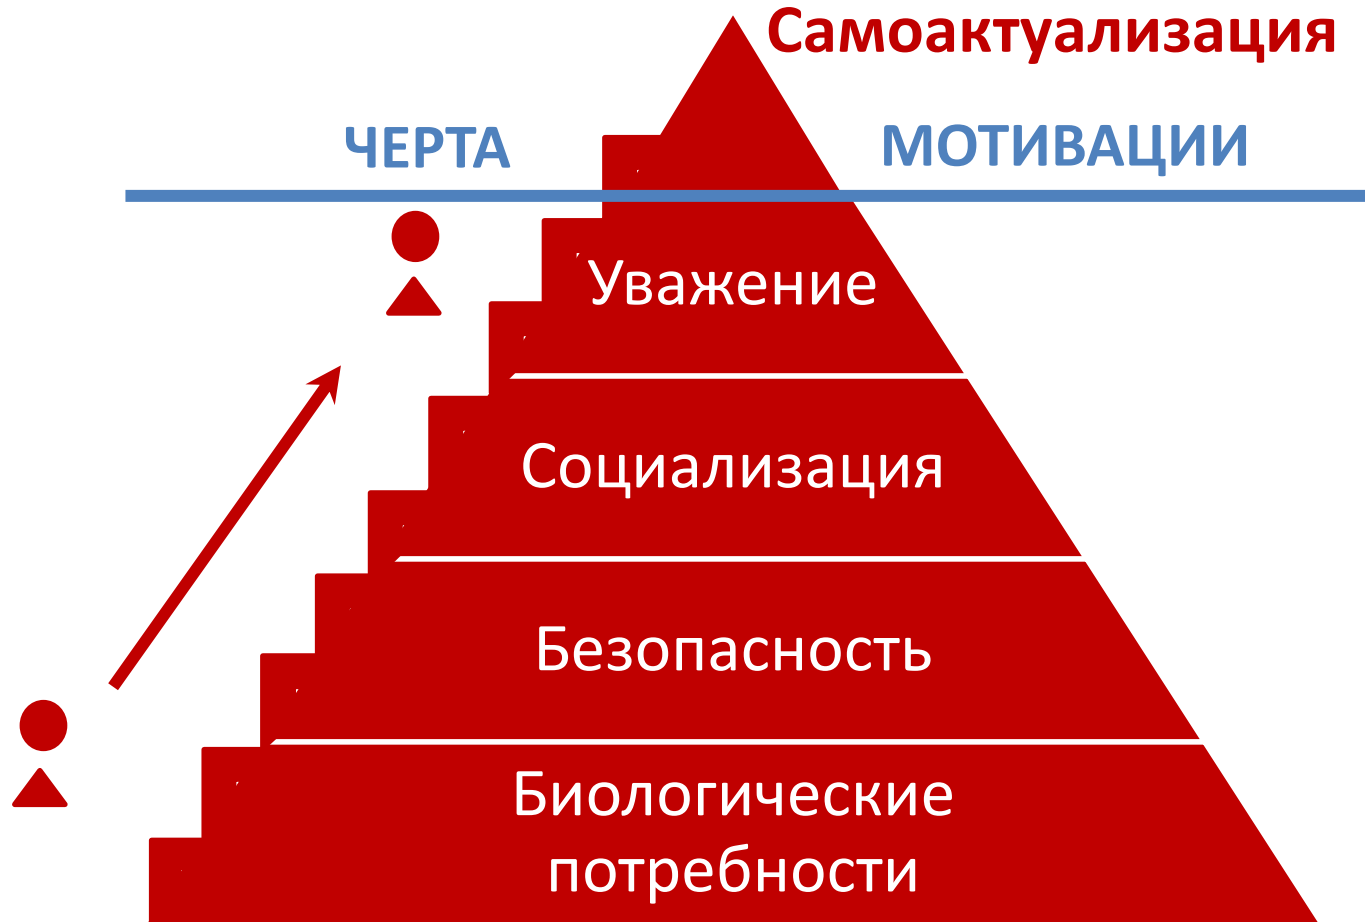 Самоактуализация
ЧЕРТА МОТИВАЦИИ
Уважение
Социализация
Безопасность
Биологические
потребности